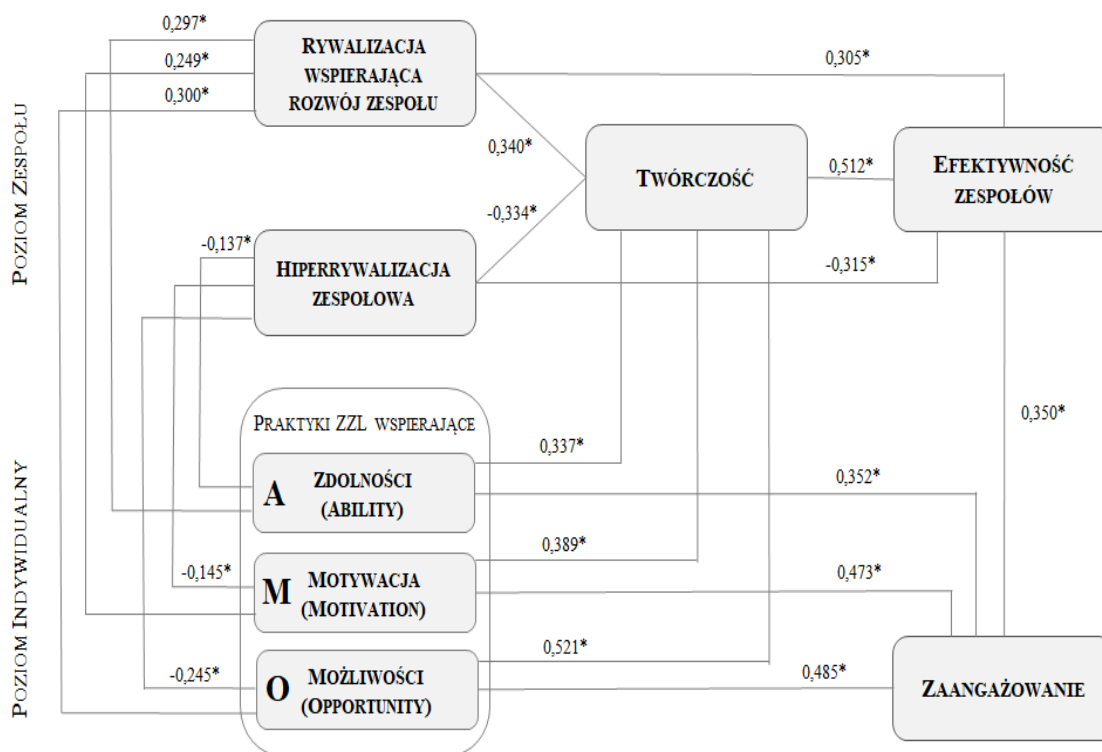 0,297*
0,249*
0,300*
RYWALIZACJA
WSPIERAJĄCA
ROZWÓJ ZESPOŁU
0,305*
0,340*
TWÓRCZOŚĆ
0,512*
EFEKTYWNOŚĆ
ZESPOŁÓW
POZIOM ZESPOŁU
-0,334*
-0,137*
HIPERRYWALIZACJA
ZESPOŁOWA
-0,315*
0,350*
PRAKTYKI ZZL WSPIERAJĄCE
POZIOM INDYWIDUALNY
A
ZDOLNOŚCI
(ABILITY)
0,337*
0,352*
-0,145*
M
MOTYWACJA
(MOTIVATION)
0,389*
0,473*
-0,245*
O
MOŻLIWOŚCI
(OPPORTUNITY)
0,521*
0,485*
ZAANGAŻOWANIE